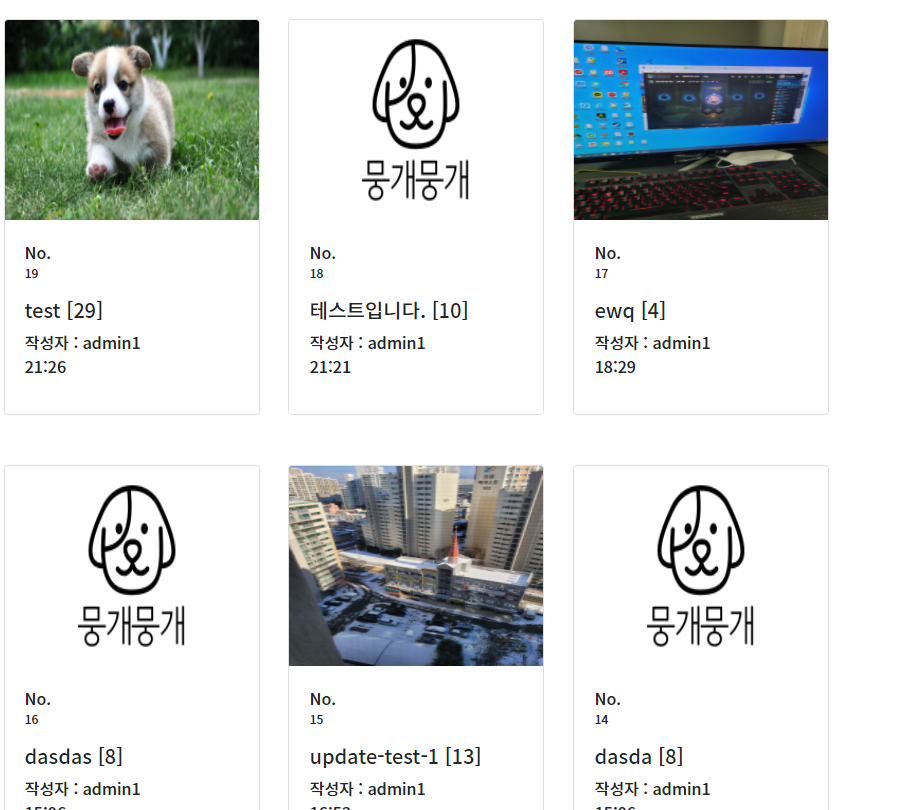 뭉개뭉개
No.
19
test [29]
작성자 : admin1
21:26
No.
18
테스트입니다. [10]
작성자 : admin1
21:21
No.
17
ewq [4]
작성자 : admin1
18:29
뭉개뭉개
뭉개뭉개
No.
16
dasdas [8]
작성자 : admin1
No.
15
update-test-1 [13]
작성자 : admin1
No.
14
dasda [8]
작성자 : admin1